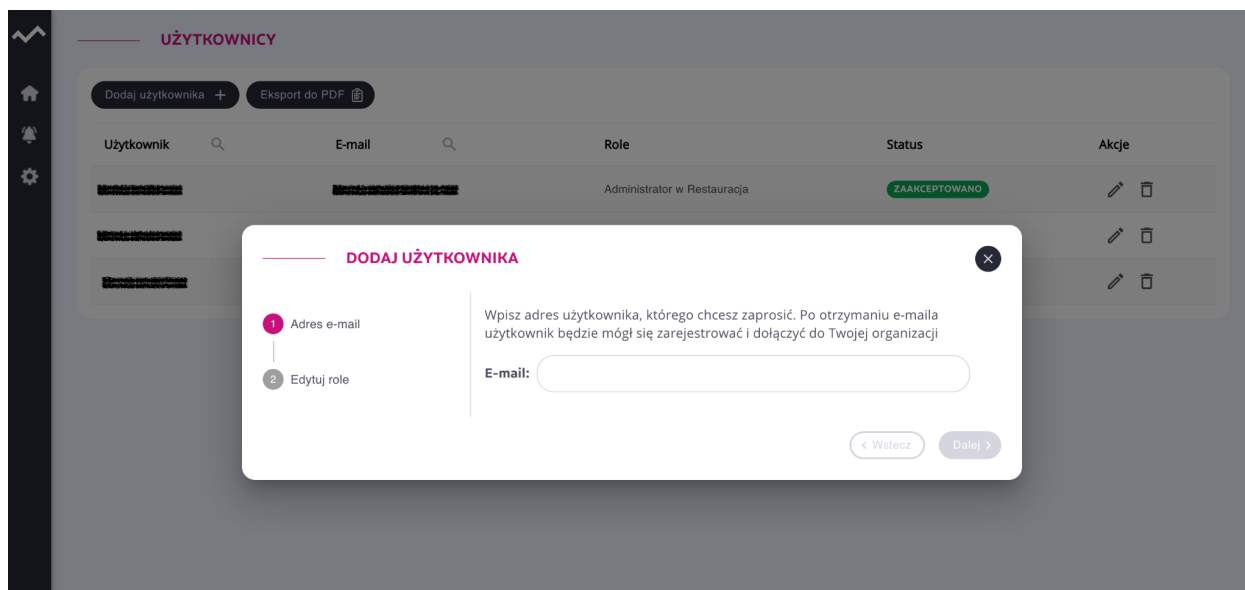 UŻYTKOWNICY
Dodaj użytkownika +
Eksport do PDF
Użytkownik E-mail Role Status Akcje
Administrator w Restauracja ZAAKCEPTOWANO
DODAJ UŻYTKOWNIKA
1 Adres e-mail
2 Edytuj role
Wpisz adres użytkownika, którego chcesz zaprosić. Po otrzymaniu e-maila
użytkownik będzie mógł się zarejestrować i dołączyć do Twojej organizacji
E-mail:
< Wstecz
Dalej >